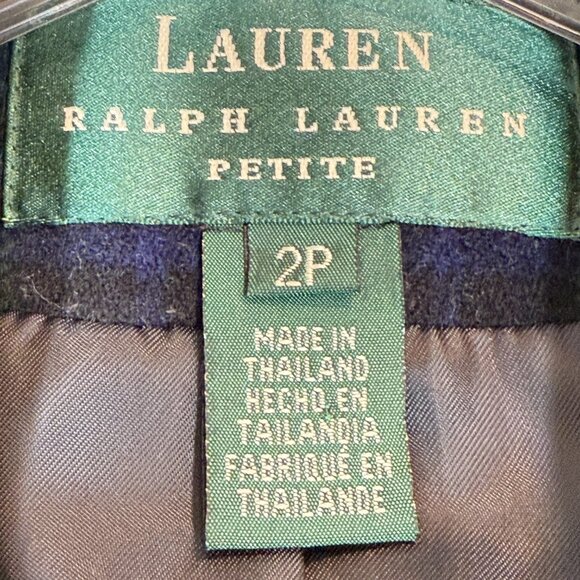 LAUREN
RALPH LAUREN
PETITE
2P
MADE IN
THAILAND
HECHO EN
TAILANDIA
FABRIQUÉ EN
THAILANDE